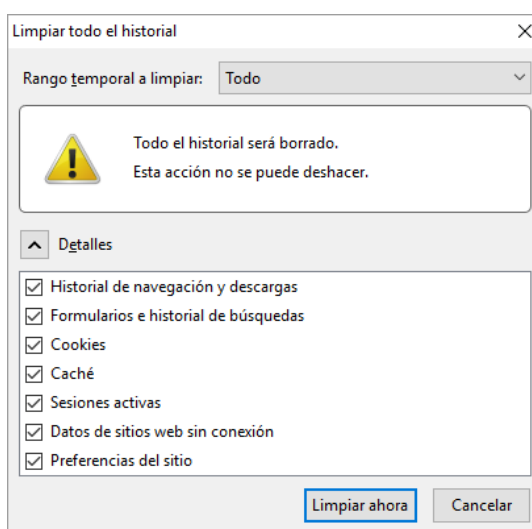 Limpiar todo el historial
Rango temporal a limpiar: Todo
Todo el historial será borrado.
Esta acción no se puede deshacer.
Detalles
Historial de navegación y descargas
Formularios e historial de búsquedas
Cookies
Caché
Sesiones activas
Datos de sitios web sin conexión
Preferencias del sitio
Limpiar ahora Cancelar